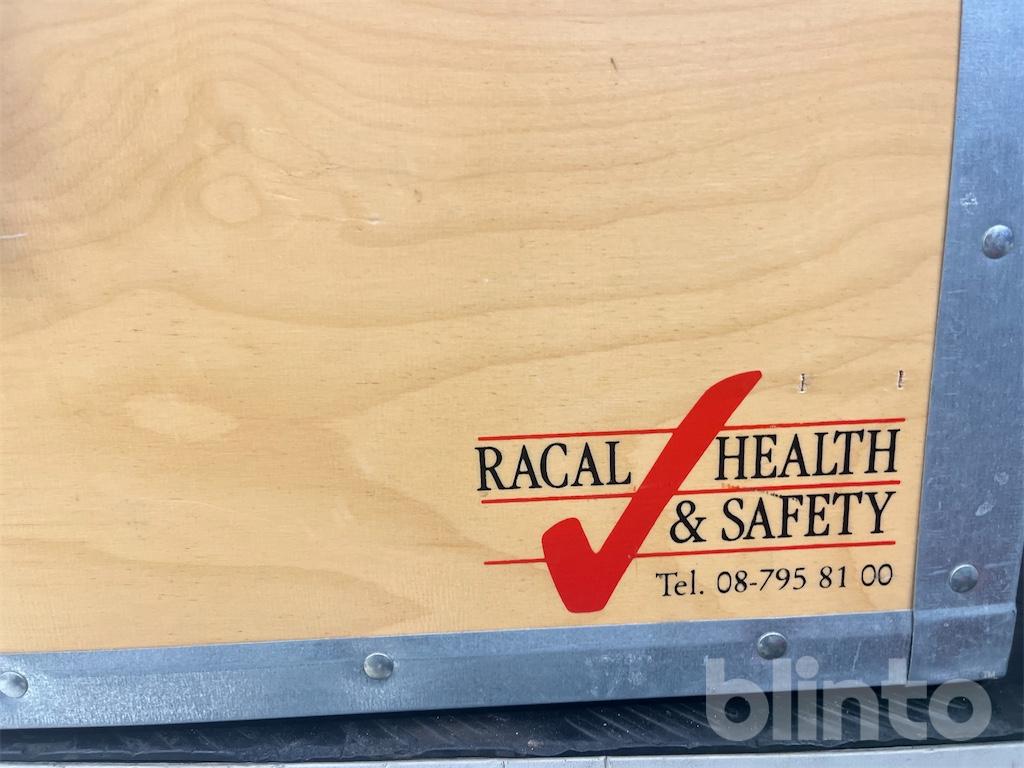 RACAL HEALTH
& SAFETY
Tel. 08-795 81 00
blinto